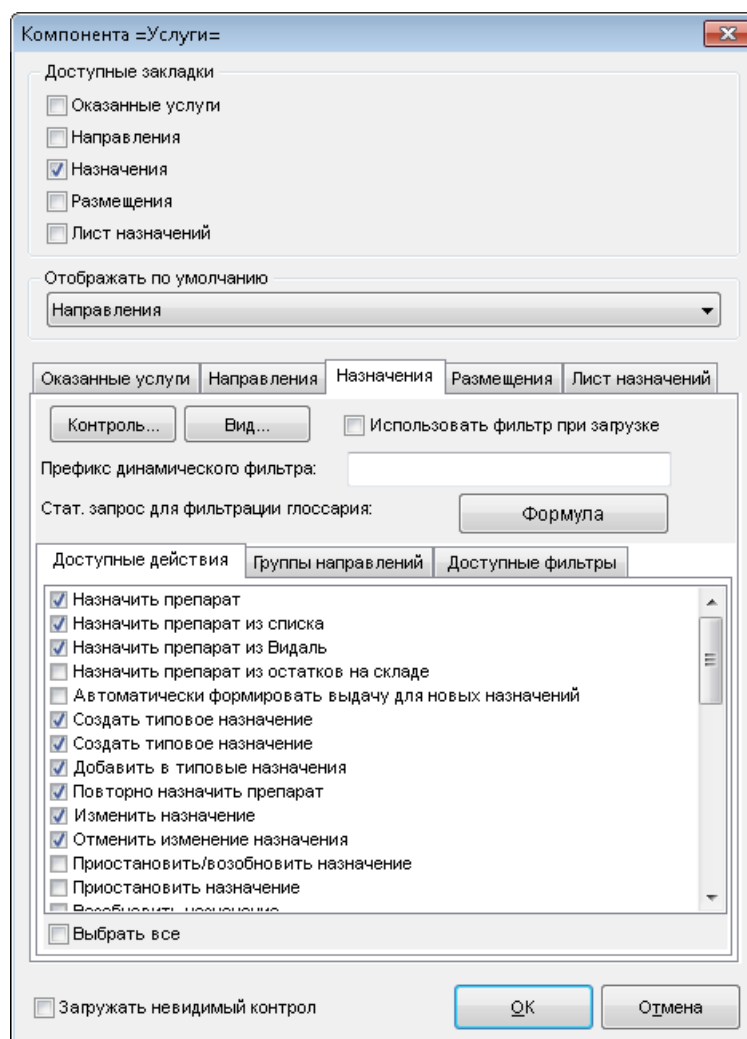 Компонента =Услуги=
Доступные закладки
Оказанные услуги
Направления
Назначения
Размещения
Лист назначений
Отображать по умолчанию
Направления
Оказанные услуги Направления Назначения Размещения Лист назначений
Контроль... Вид... Использовать фильтр при загрузке
Префикс динамического фильтра:
Стат. запрос для фильтрации глоссария: Формула
Доступные действия Группы направлений Доступные фильтры
Назначить препарат
Назначить препарат из списка
Назначить препарат из Видаль
Назначить препарат из остатков на складе
Автоматически формировать выдачу для новых назначений
Создать типовое назначение
Создать типовое назначение
Добавить в типовые назначения
Повторно назначить препарат
Изменить назначение
Отменить изменение назначения
Приостановить/возобновить назначение
Приостановить назначение
Возобновить назначение
Выбрать все
Загружать невидимый контрол ОК Отмена